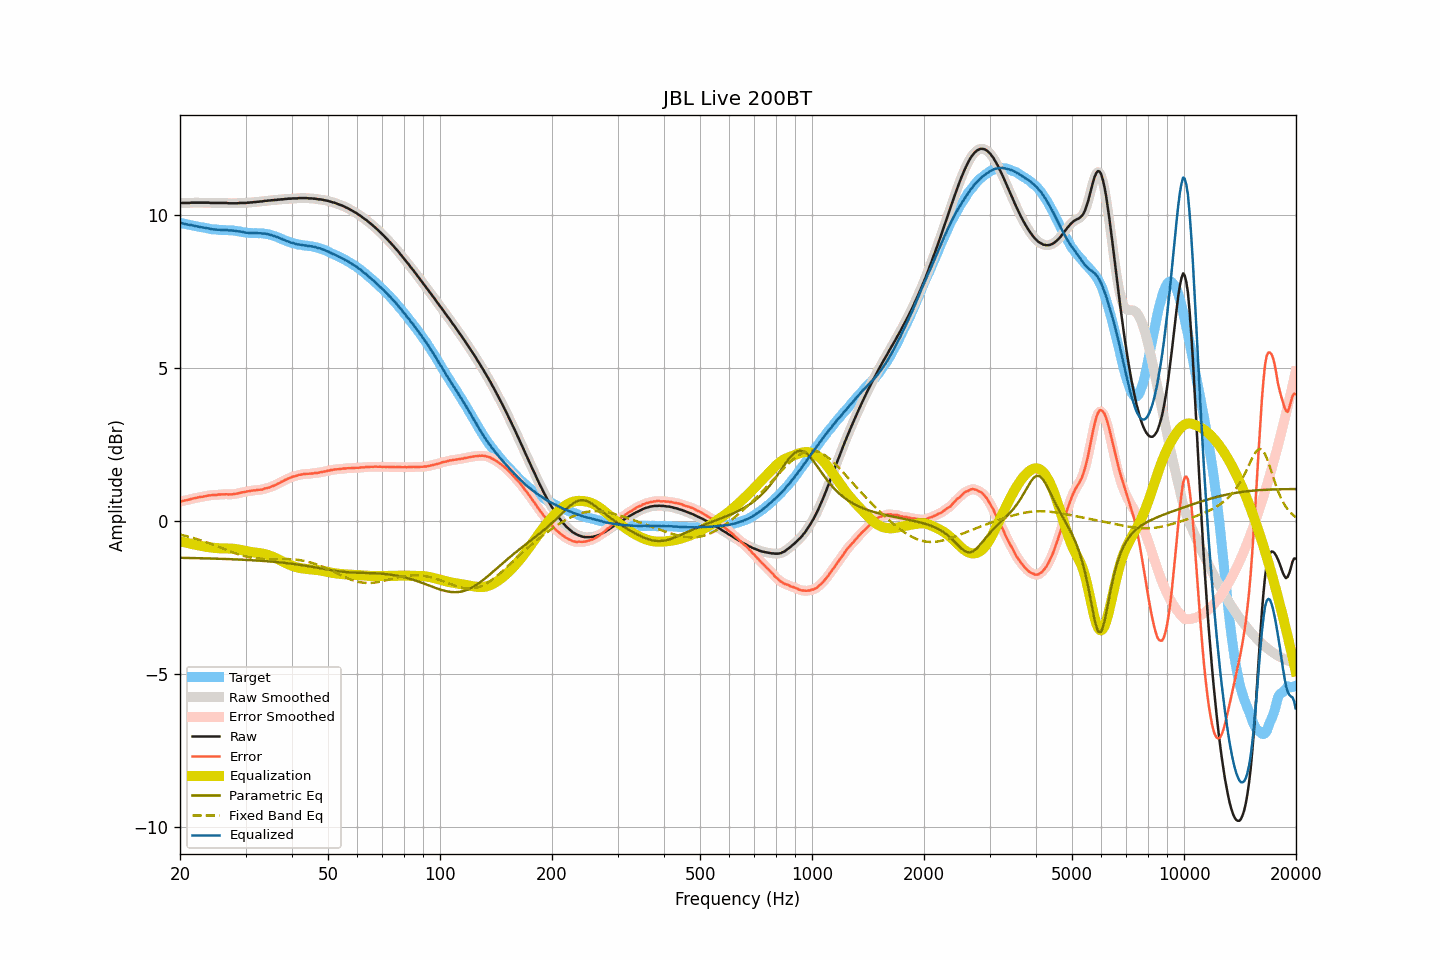 JBL Live 200BT
Amplitude (dBr)
10
5
0
−5
−10
Target
Raw Smoothed
Error Smoothed
Raw
Error
Equalization
Parametric Eq
Fixed Band Eq
Equalized
20 50 100 200 500 1000 2000 5000 10000 20000
Frequency (Hz)